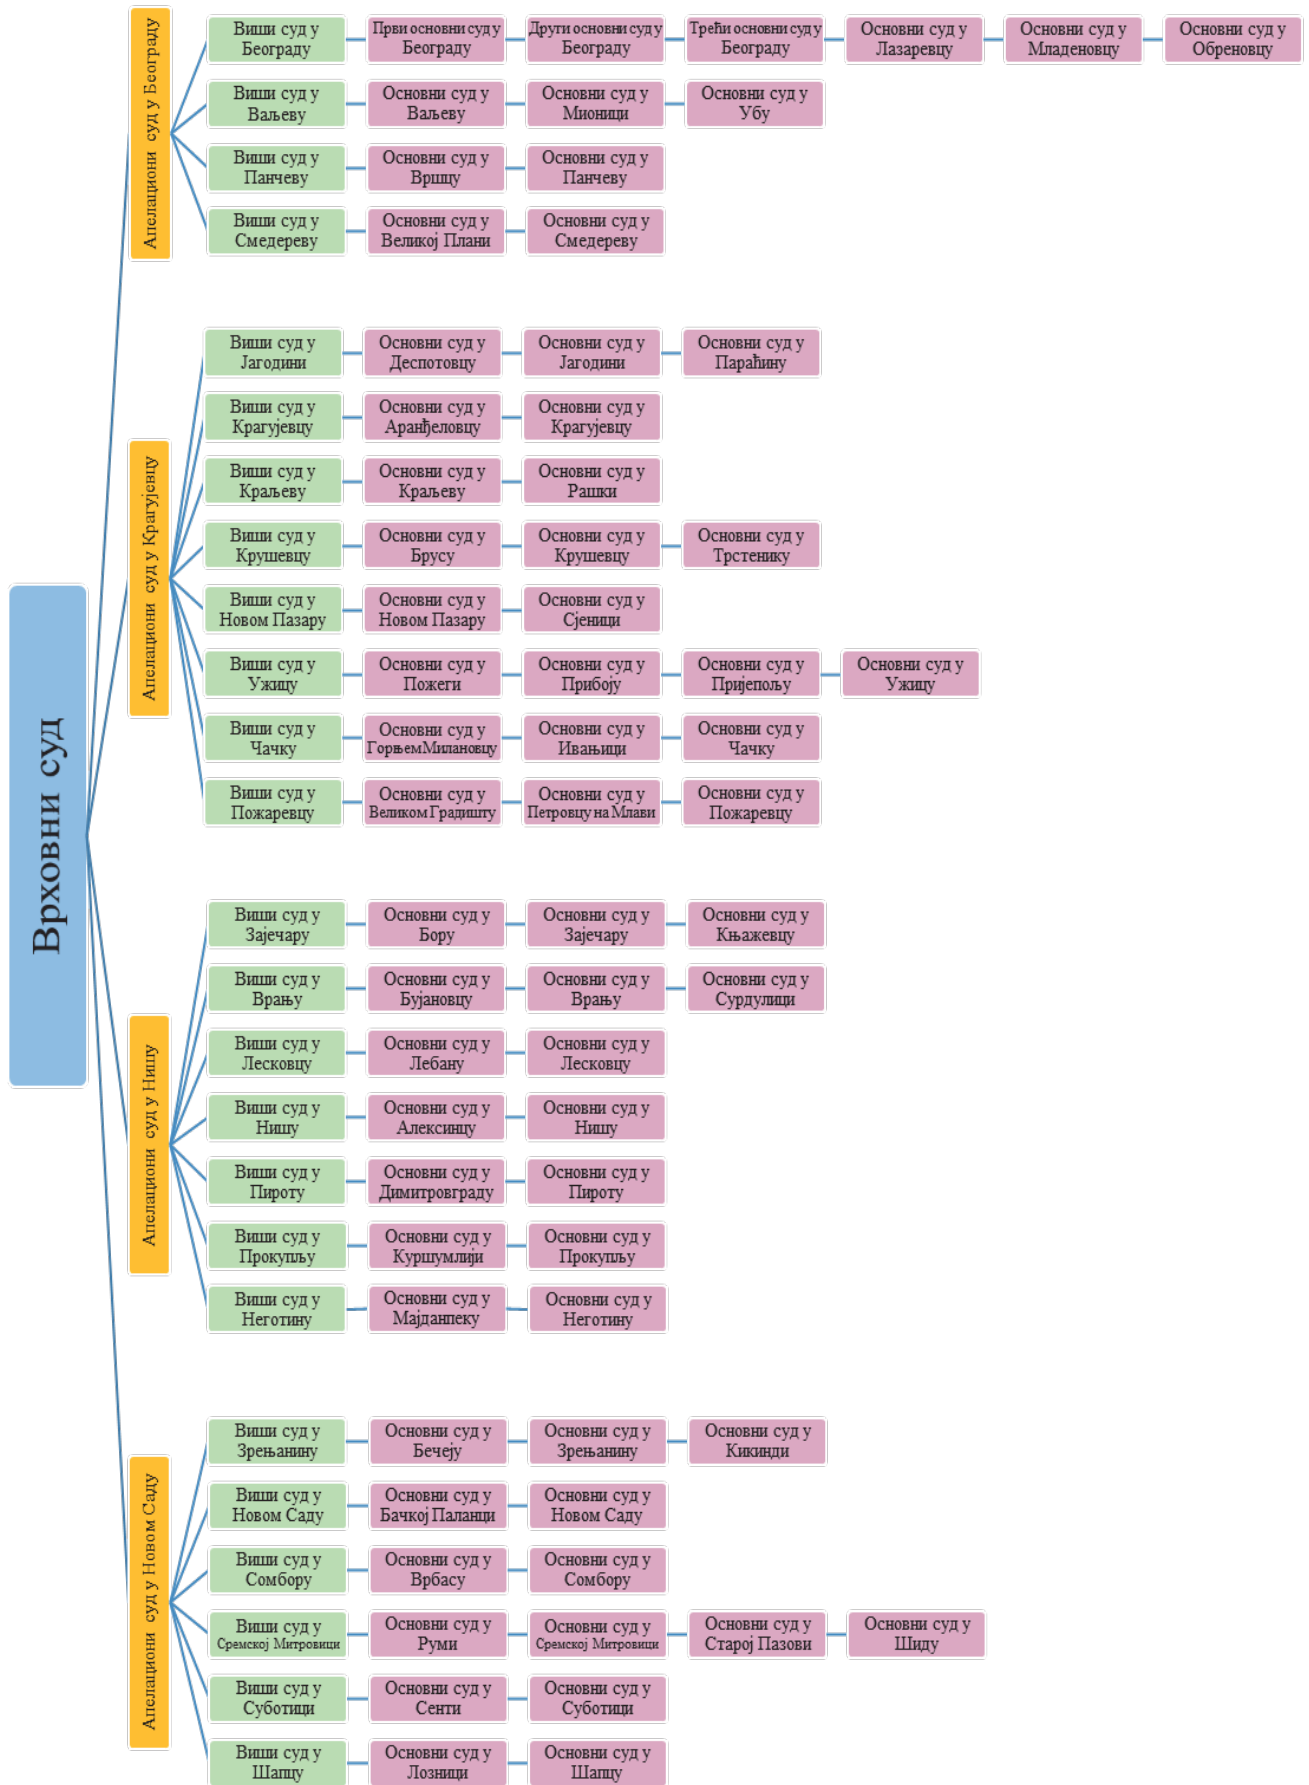 Врховни суд
Апелациони суд у Београду
Виши суд у
Београду
Први основни суд у
Београду
Други основни суд у
Београду
Трећи основни суд у
Београду
Основни суд у
Лазаревцу
Основни суд у
Младеновцу
Основни суд у
Обреновцу
Виши суд у
Ваљеву
Основни суд у
Ваљеву
Основни суд у
Мионици
Основни суд у
Убу
Виши суд у
Панчеву
Основни суд у
Вршцу
Основни суд у
Панчеву
Виши суд у
Смедереву
Основни суд у
Великој Плани
Основни суд у
Смедереву
Апелациони суд у Крагујевцу
Виши суд у
Јагодини
Основни суд у
Деспотовцу
Основни суд у
Јагодини
Основни суд у
Параћину
Виши суд у
Крагујевцу
Основни суд у
Аранђеловцу
Основни суд у
Крагујевцу
Виши суд у
Краљеву
Основни суд у
Краљеву
Основни суд у
Рашки
Виши суд у
Крушевцу
Основни суд у
Брусу
Основни суд у
Крушевцу
Основни суд у
Трстенику
Виши суд у
Новом Пазару
Основни суд у
Новом Пазару
Основни суд у
Сјеници
Виши суд у
Ужицу
Основни суд у
Пожеги
Основни суд у
Прибоју
Основни суд у
Пријепољу
Основни суд у
Ужицу
Виши суд у
Чачку
Основни суд у
Горњем Милановцу
Основни суд у
Ивањици
Основни суд у
Чачку
Виши суд у
Пожаревцу
Основни суд у
Великом Градишту
Основни суд у
Петровцу на Млави
Основни суд у
Пожаревцу
Апелациони суд у Нишу
Виши суд у
Зајечару
Основни суд у
Бору
Основни суд у
Зајечару
Основни суд у
Књажевцу
Виши суд у
Врању
Основни суд у
Бујановцу
Основни суд у
Врању
Основни суд у
Сурдулици
Виши суд у
Лесковцу
Основни суд у
Лебану
Основни суд у
Лесковцу
Виши суд у
Нишу
Основни суд у
Алексинцу
Основни суд у
Нишу
Виши суд у
Пироту
Основни суд у
Димитровграду
Основни суд у
Пироту
Виши суд у
Прокупљу
Основни суд у
Куршумлији
Основни суд у
Прокупљу
Виши суд у
Неготину
Основни суд у
Мајданпеку
Основни суд у
Неготину
Апелациони суд у Новом Саду
Виши суд у
Зрењанину
Основни суд у
Бечеју
Основни суд у
Зрењанину
Основни суд у
Кикинди
Виши суд у
Новом Саду
Основни суд у
Бачкој Паланци
Основни суд у
Новом Саду
Виши суд у
Сомбору
Основни суд у
Врбасу
Основни суд у
Сомбору
Виши суд у
Сремској Митровици
Основни суд у
Руми
Основни суд у
Сремској Митровици
Основни суд у
Старој Пазови
Основни суд у
Шиду
Виши суд у
Суботици
Основни суд у
Сенти
Основни суд у
Суботици
Виши суд у
Шапцу
Основни суд у
Лозници
Основни суд у
Шапцу